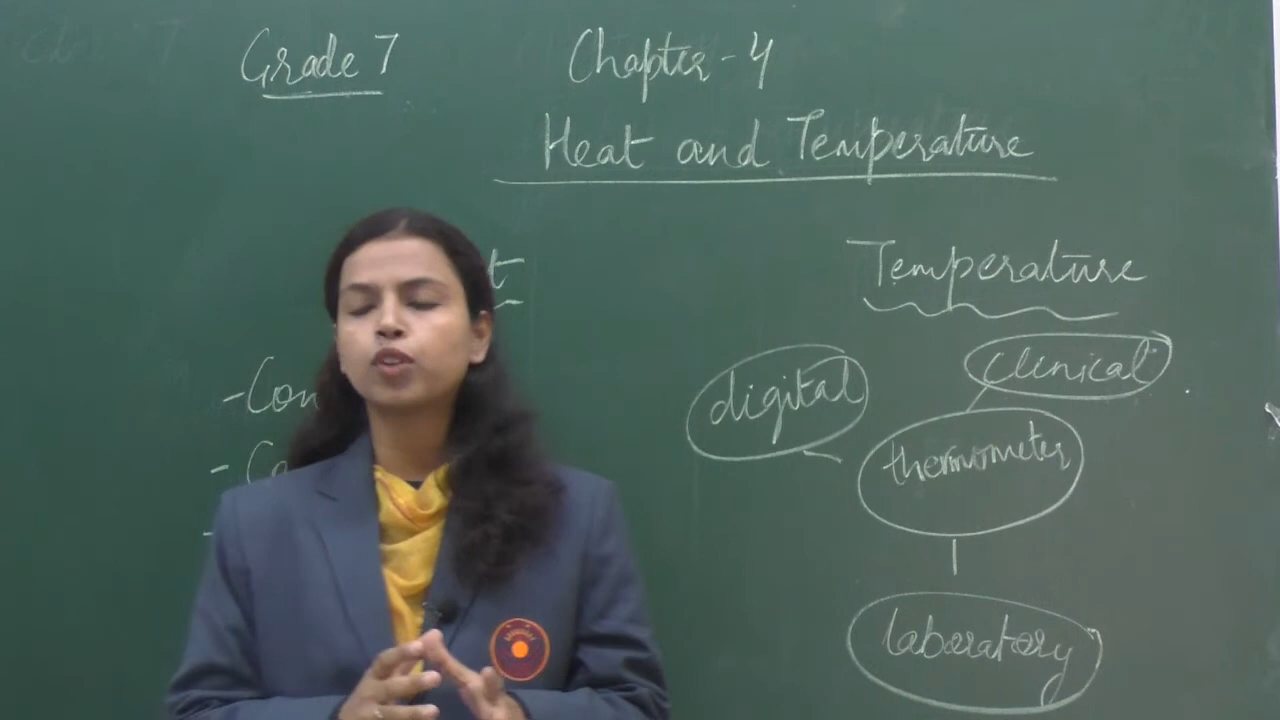 Grade 7
Chapter - 4
Heat and Temperature
Temperature
digital
clinical
thermometer
laboratory